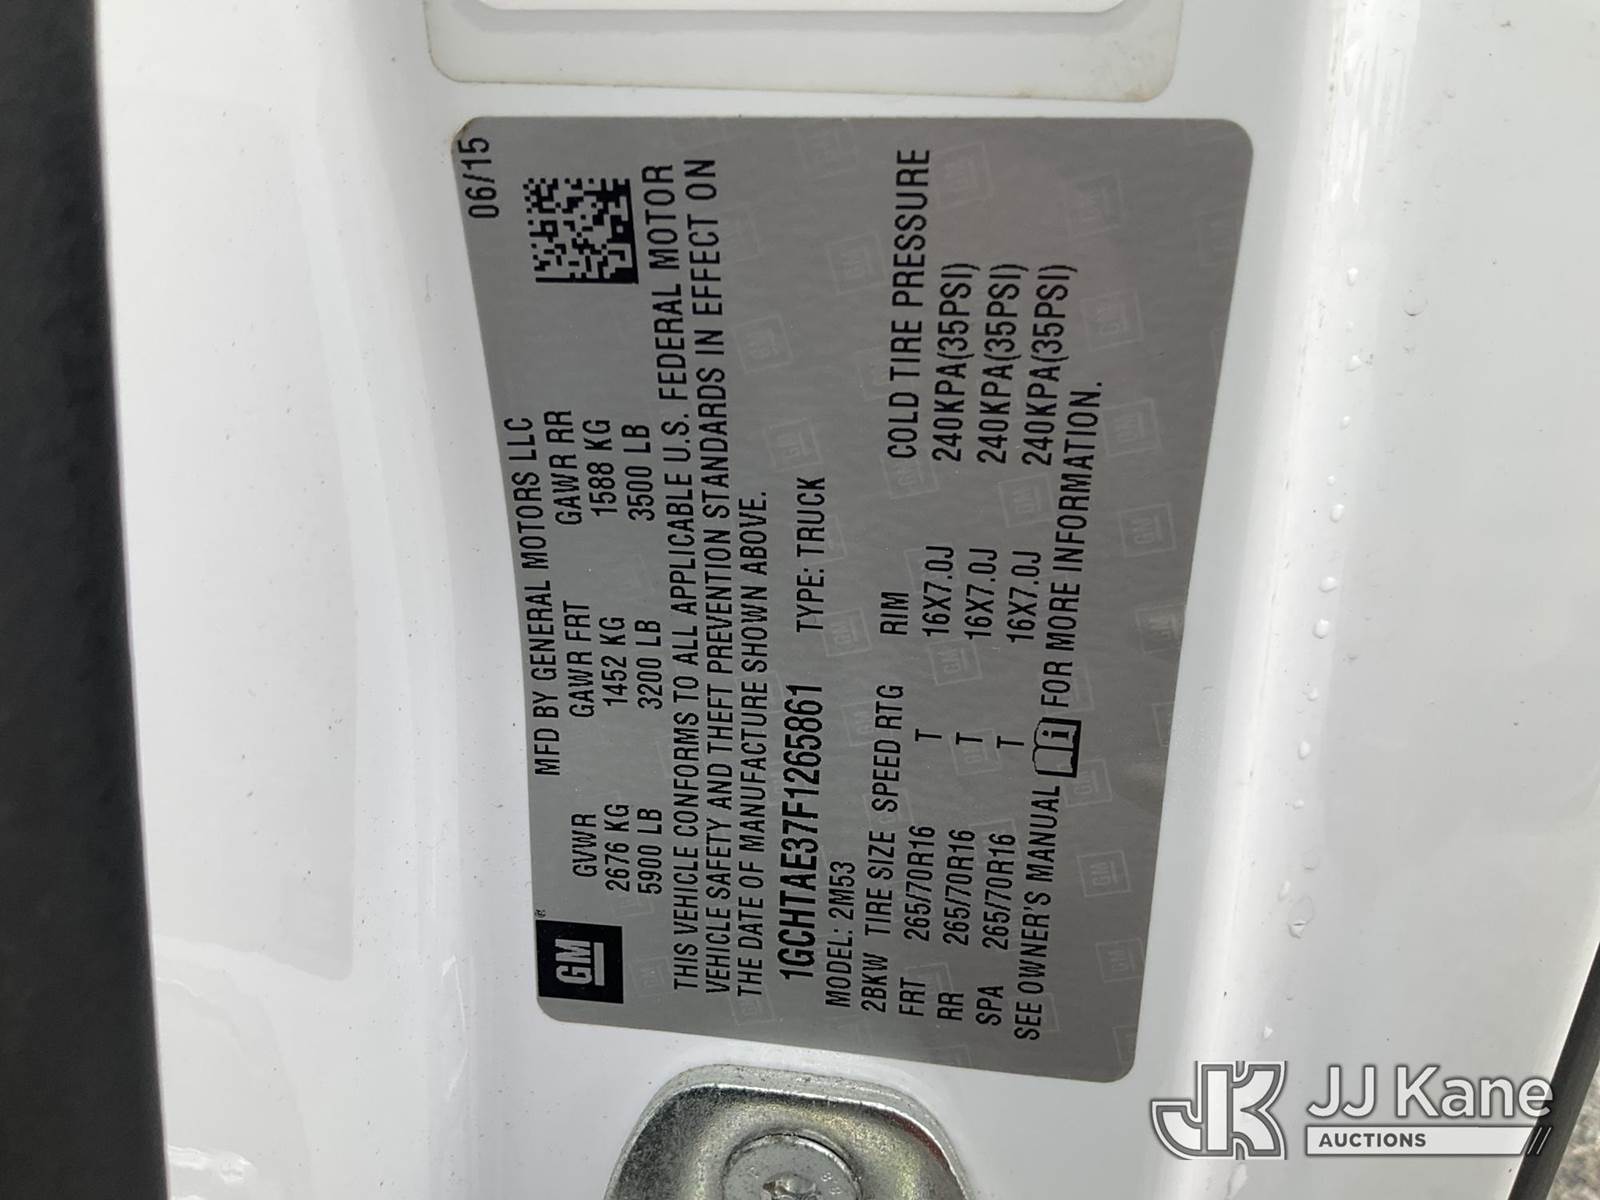 06/15
MFD BY GENERAL MOTORS LLC
GM
GVWR GAWR FRT GAWR RR
2676 KG 1452 KG 1588 KG
5900 LB 3200 LB 3500 LB
THIS VEHICLE CONFORMS TO ALL APPLICABLE U.S. FEDERAL MOTOR
VEHICLE SAFETY AND THEFT PREVENTION STANDARDS IN EFFECT ON
THE DATE OF MANUFACTURE SHOWN ABOVE.
1GCHTAE37F1265861 TYPE: TRUCK
MODEL: 2M53
2BKW TIRE SIZE SPEED RTG RIM COLD TIRE PRESSURE
FRT 265/70R16 T 16X7.0J 240KPA(35PSI)
RR 265/70R16 T 16X7.0J 240KPA(35PSI)
SPA 265/70R16 T 16X7.0J 240KPA(35PSI)
SEE OWNER'S MANUAL i FOR MORE INFORMATION.
JK JJ Kane
AUCTIONS